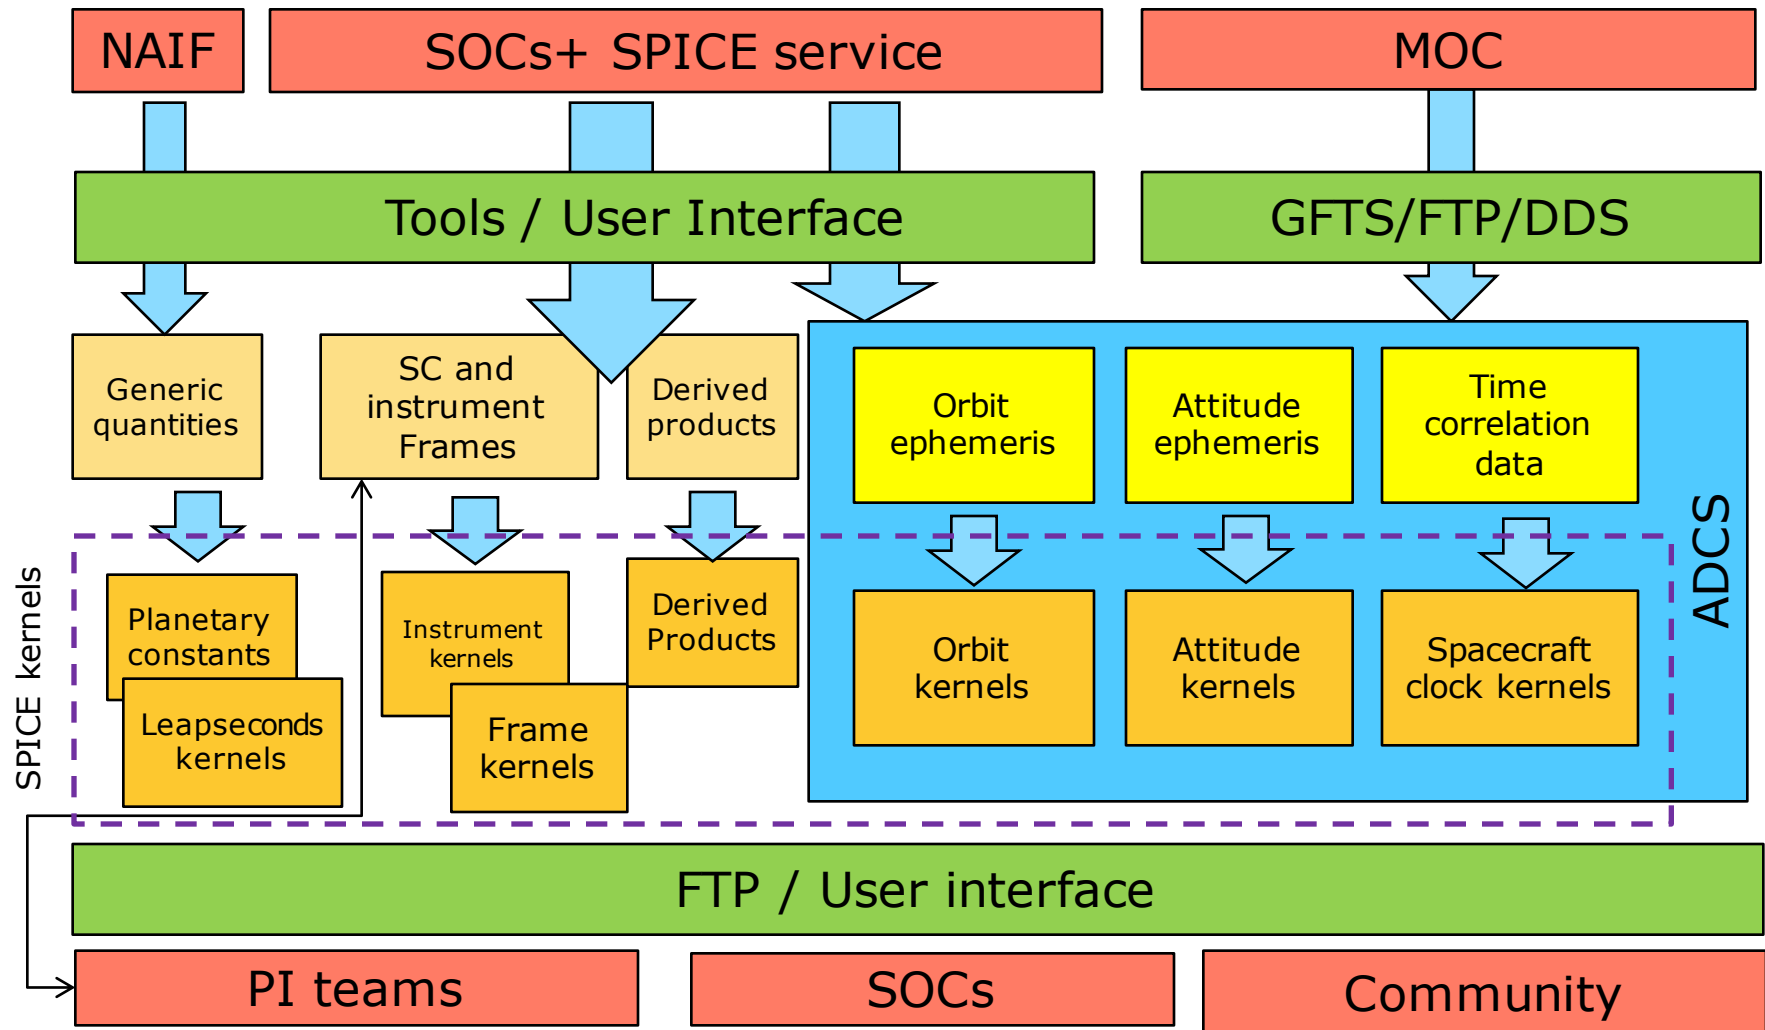 NAIF
SOCs+ SPICE service
MOC
Tools / User Interface
GFTS/FTP/DDS
Generic
quantities
SC and
instrument
Frames
Derived
products
Orbit
ephemeris
Attitude
ephemeris
Time
correlation
data
ADCS
SPICE kernels
Planetary
constants
Leapseconds
kernels
Instrument
kernels
Frame
kernels
Derived
Products
Orbit
kernels
Attitude
kernels
Spacecraft
clock kernels
FTP / User interface
PI teams
SOCs
Community